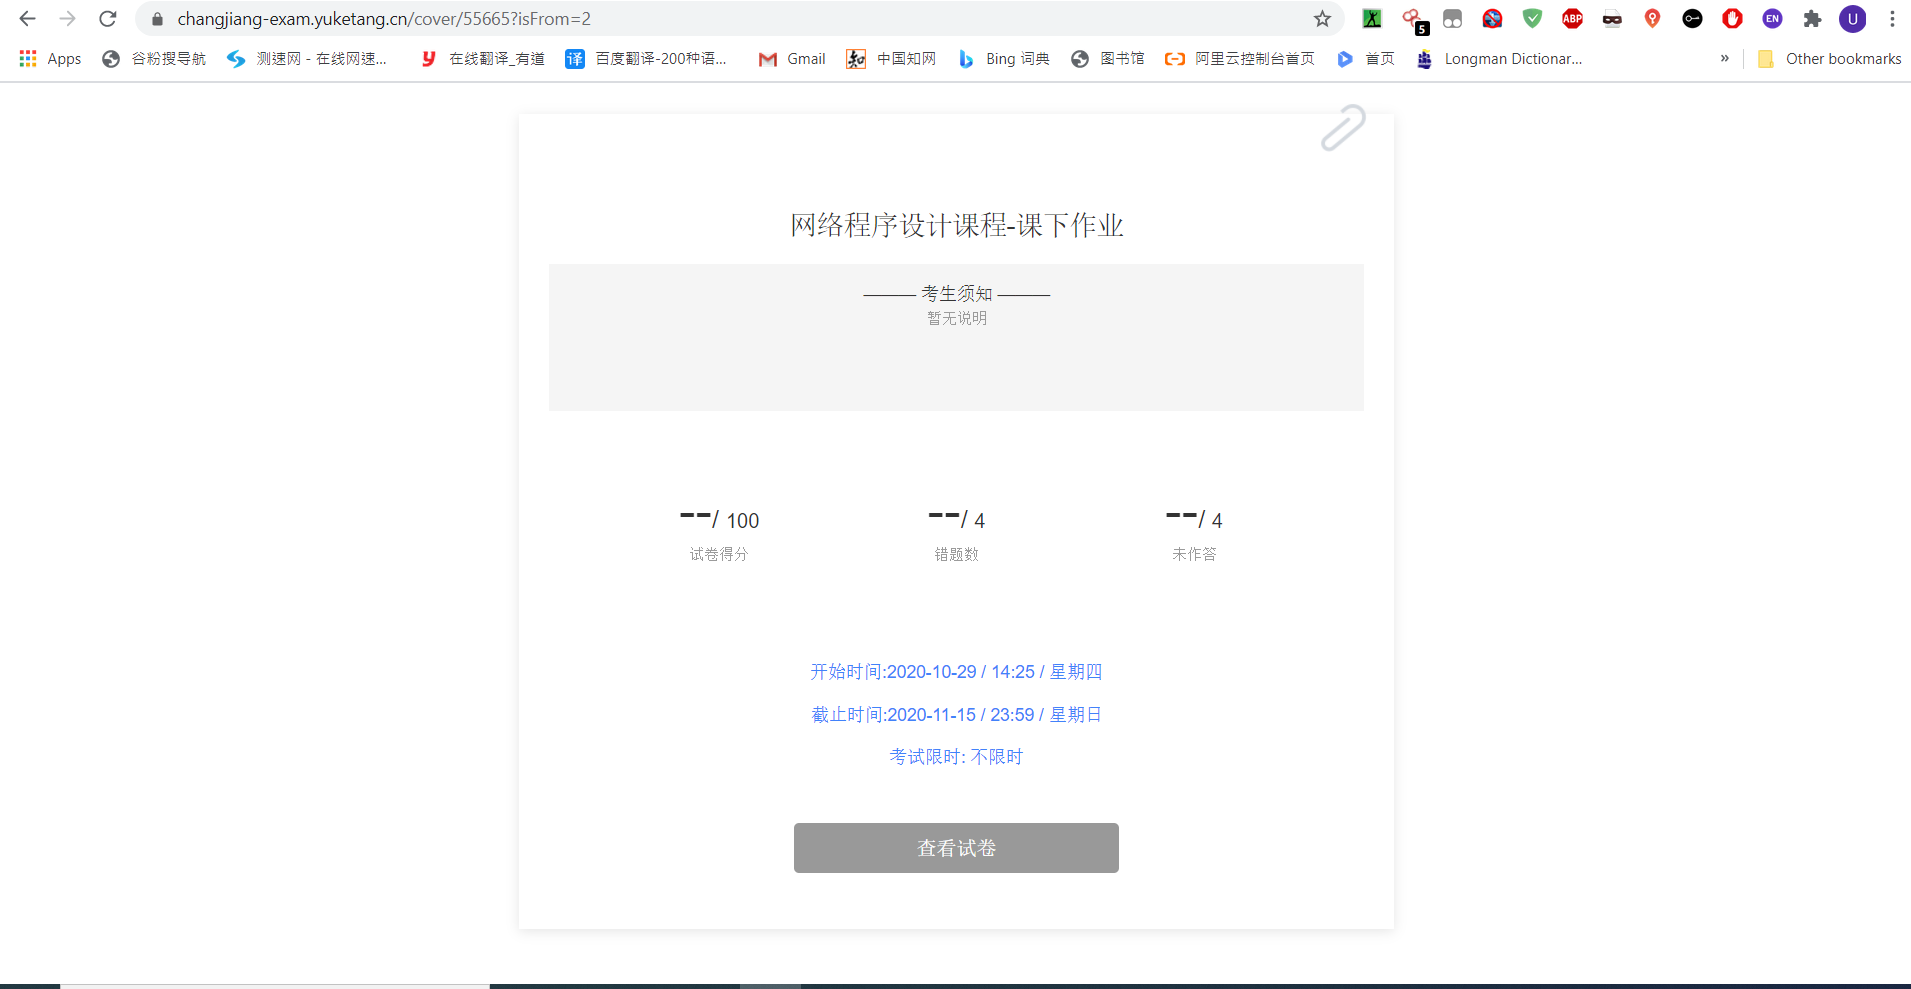 changjiang-exam.yuketang.cn/cover/55665?isFrom=2
5
ABP
EN
U
Apps
谷粉搜导航
测速网 - 在线网速...
在线翻译_有道
译
百度翻译-200种语...
Gmail
知
中国知网
Bing 词典
图书馆
阿里云控制台首页
首页
Longman Dictionar...
»
Other bookmarks
网络程序设计课程-课下作业
——— 考生须知 ———
暂无说明
--/ 100
试卷得分
--/ 4
错题数
--/ 4
未作答
开始时间:2020-10-29 / 14:25 / 星期四
截止时间:2020-11-15 / 23:59 / 星期日
考试限时: 不限时
查看试卷